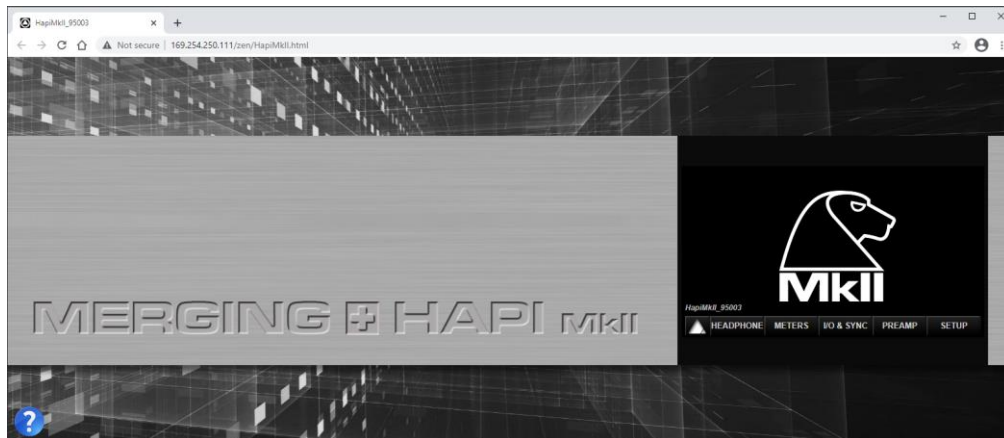 HapiMkII_95003
Not secure | 169.254.250.111/zen/HapiMkII.html
MERGING + HAPI MkII
MkII
HapiMkII_95003
HEADPHONE METERS I/O & SYNC PREAMP SETUP
?